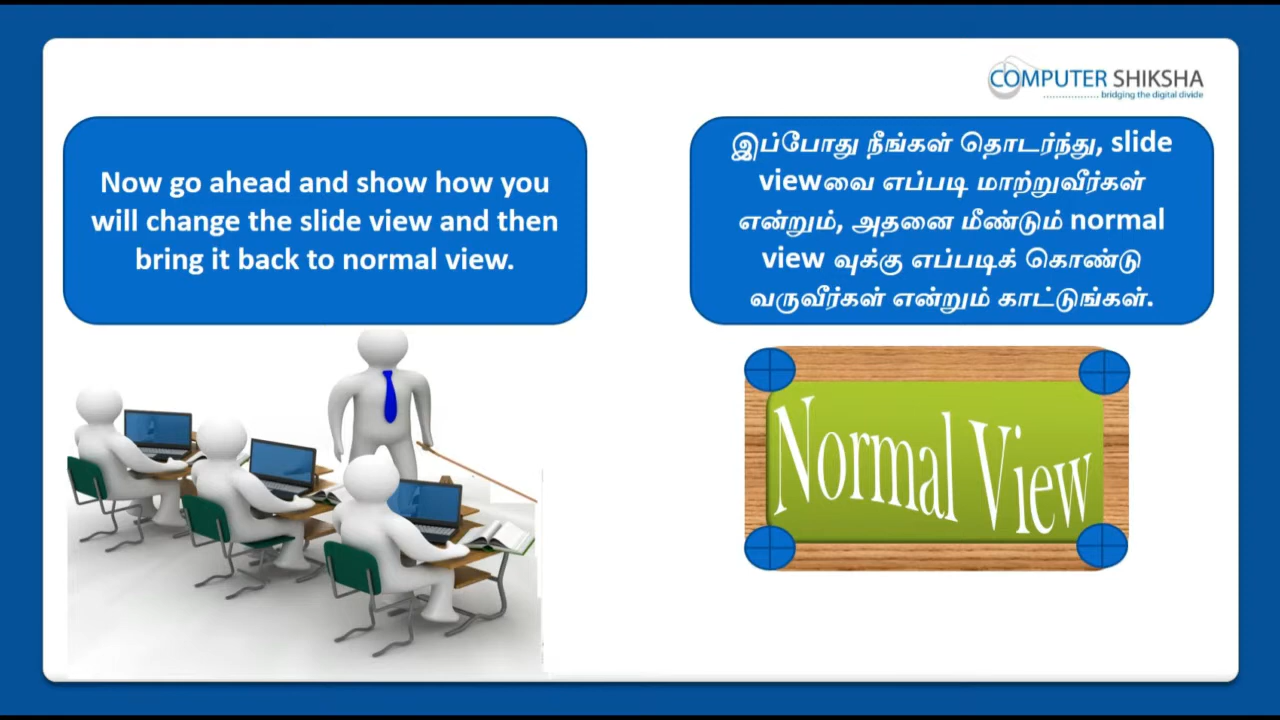 COMPUTER SHIKSHA
bridging the digital divide
Now go ahead and show how you
will change the slide view and then
bring it back to normal view.
இப்போது நீங்கள் தொடர்ந்து, slide
viewவை எப்படி மாற்றுவீர்கள்
என்றும், அதனை மீண்டும் normal
view வுக்கு எப்படிக் கொண்டு
வருவீர்கள் என்றும் காட்டுங்கள்.
Normal View